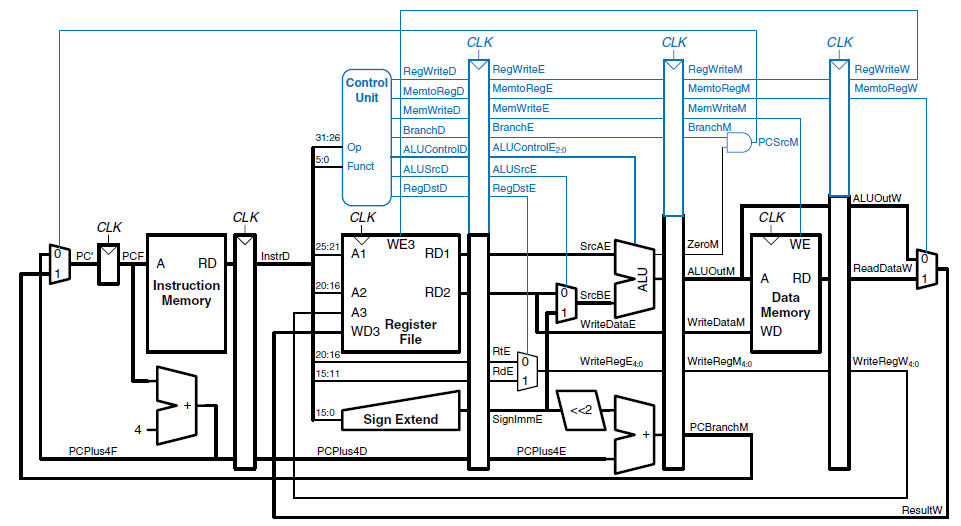 CLK CLK CLK
RegWriteD RegWriteE RegWriteM RegWriteW
Control Unit
MemtoRegD MemtoRegE MemtoRegM MemtoRegW
MemWriteD MemWriteE MemWriteM
BranchD BranchE BranchM
31:26 Op
ALUControlD ALUControlE2:0
PCSrcM
5:0 Funct
ALUSrcD ALUSrcE
RegDstD RegDstE
ALUOutW
CLK CLK CLK CLK
0 1
PC' PCF
A RD
Instruction Memory
InstrD
25:21 A1
WE3
RD1
SrcAE
ZeroM
WE
20:16 A2
RD2
0 1
SrcBE
ALU
ALUOutM
A RD
Data Memory
WD
ReadDataW
0 1
A3
WD3
Register File
WriteDataE WriteDataM
20:16 RtE
15:11 RdE
0 1
WriteRegE4:0 WriteRegM4:0 WriteRegW4:0
+
4
15:0 Sign Extend
SignImmE
<<2
+
PCBranchM
PCPlus4F PCPlus4D PCPlus4E
ResultW